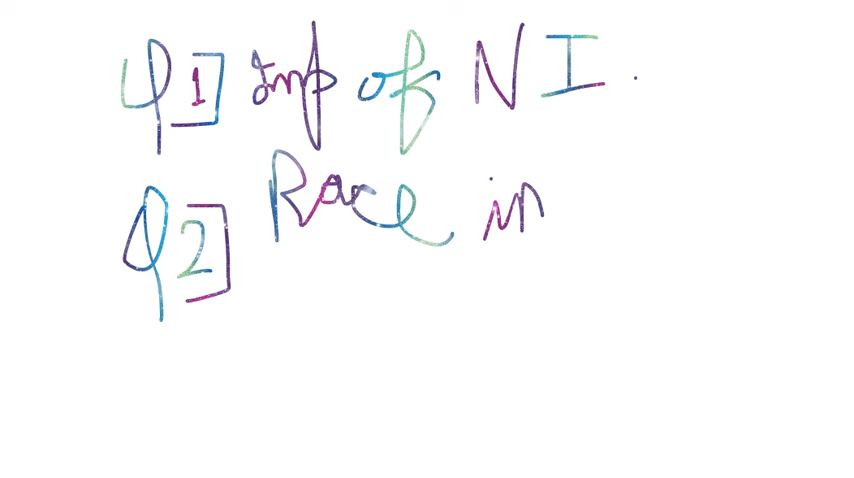 Q1] Imp of NI.
Q2] Race in